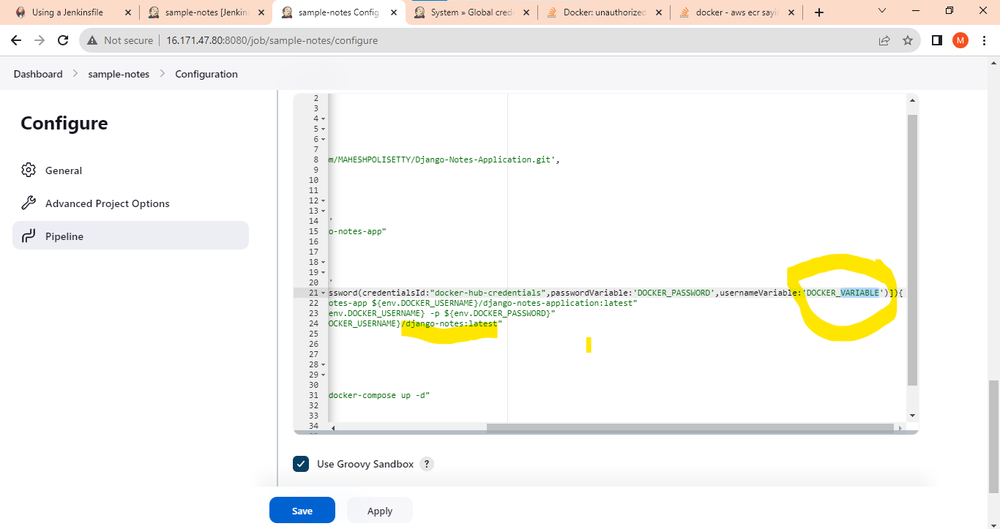 Using a Jenkinsfile
sample-notes [Jenkin
sample-notes Config
System » Global cred
Docker: unauthorized
docker - aws ecr sayi
Not secure
16.171.47.80:8080/job/sample-notes/configure
M
Dashboard
sample-notes
Configuration
Configure
General
Advanced Project Options
Pipeline
2
3
4
5
6
7
8 m/MAHESHPOLISETTY/Django-Notes-Application.git',
9
10
11
12
13
14 '
15 o-notes-app"
16
17
18
19
20 '
21 ssword(credentialsId:"docker-hub-credentials",passwordVariable:'DOCKER_PASSWORD',usernameVariable:'DOCKER_VARIABLE')]){
22 otes-app ${env.DOCKER_USERNAME}/django-notes-application:latest"
23 env.DOCKER_USERNAME} -p ${env.DOCKER_PASSWORD}"
24 OCKER_USERNAME}/django-notes:latest"
25
26
27
28
29
30
31 docker-compose up -d"
32
33
34
Use Groovy Sandbox ?
Save
Apply